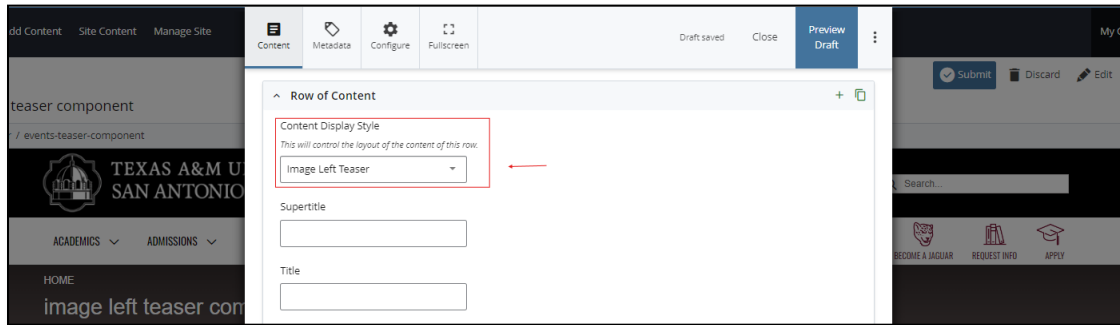 dd Content Site Content Manage Site
Content Metadata Configure Fullscreen
Draft saved Close Preview Draft
My
Submit Discard Edit
teaser component
/ events-teaser-component
Row of Content
Content Display Style
This will control the layout of the content of this row.
Image Left Teaser
Supertitle
Title
TEXAS A&M U
SAN ANTONIO
Search...
ACADEMICS ADMISSIONS
BECOME A JAGUAR REQUEST INFO APPLY
HOME
image left teaser com